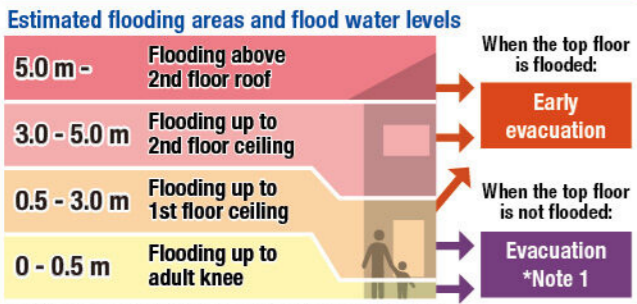 Estimated flooding areas and flood water levels
5.0 m -
Flooding above
2nd floor roof
3.0 - 5.0 m
Flooding up to
2nd floor ceiling
0.5 - 3.0 m
Flooding up to
1st floor ceiling
0 - 0.5 m
Flooding up to
adult knee
When the top floor
is flooded:
Early
evacuation
When the top floor
is not flooded:
Evacuation
*Note 1